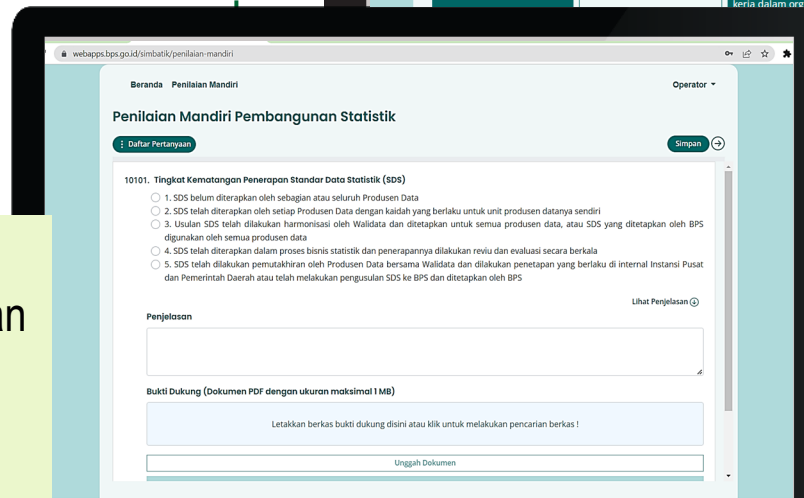 kerja dalam org
webapps.bps.go.id/simbatik/penilaian-mandiri
Beranda Penilaian Mandiri Operator
Penilaian Mandiri Pembangunan Statistik
Daftar Pertanyaan Simpan
10101. Tingkat Kematangan Penerapan Standar Data Statistik (SDS)
1. SDS belum diterapkan oleh sebagian atau seluruh Produsen Data
2. SDS telah diterapkan oleh setiap Produsen Data dengan kaidah yang berlaku untuk unit produsen datanya sendiri
3. Usulan SDS telah dilakukan harmonisasi oleh Walidata dan ditetapkan untuk semua produsen data, atau SDS yang ditetapkan oleh BPS
digunakan oleh semua produsen data
4. SDS telah diterapkan dalam proses bisnis statistik dan penerapannya dilakukan reviu dan evaluasi secara berkala
5. SDS telah dilakukan pemutakhiran oleh Produsen Data bersama Walidata dan dilakukan penetapan yang berlaku di internal Instansi Pusat
dan Pemerintah Daerah atau telah melakukan pengusulan SDS ke BPS dan ditetapkan oleh BPS
Lihat Penjelasan
an
Penjelasan
Bukti Dukung (Dokumen PDF dengan ukuran maksimal 1 MB)
Letakkan berkas bukti dukung disini atau klik untuk melakukan pencarian berkas !
Unggah Dokumen